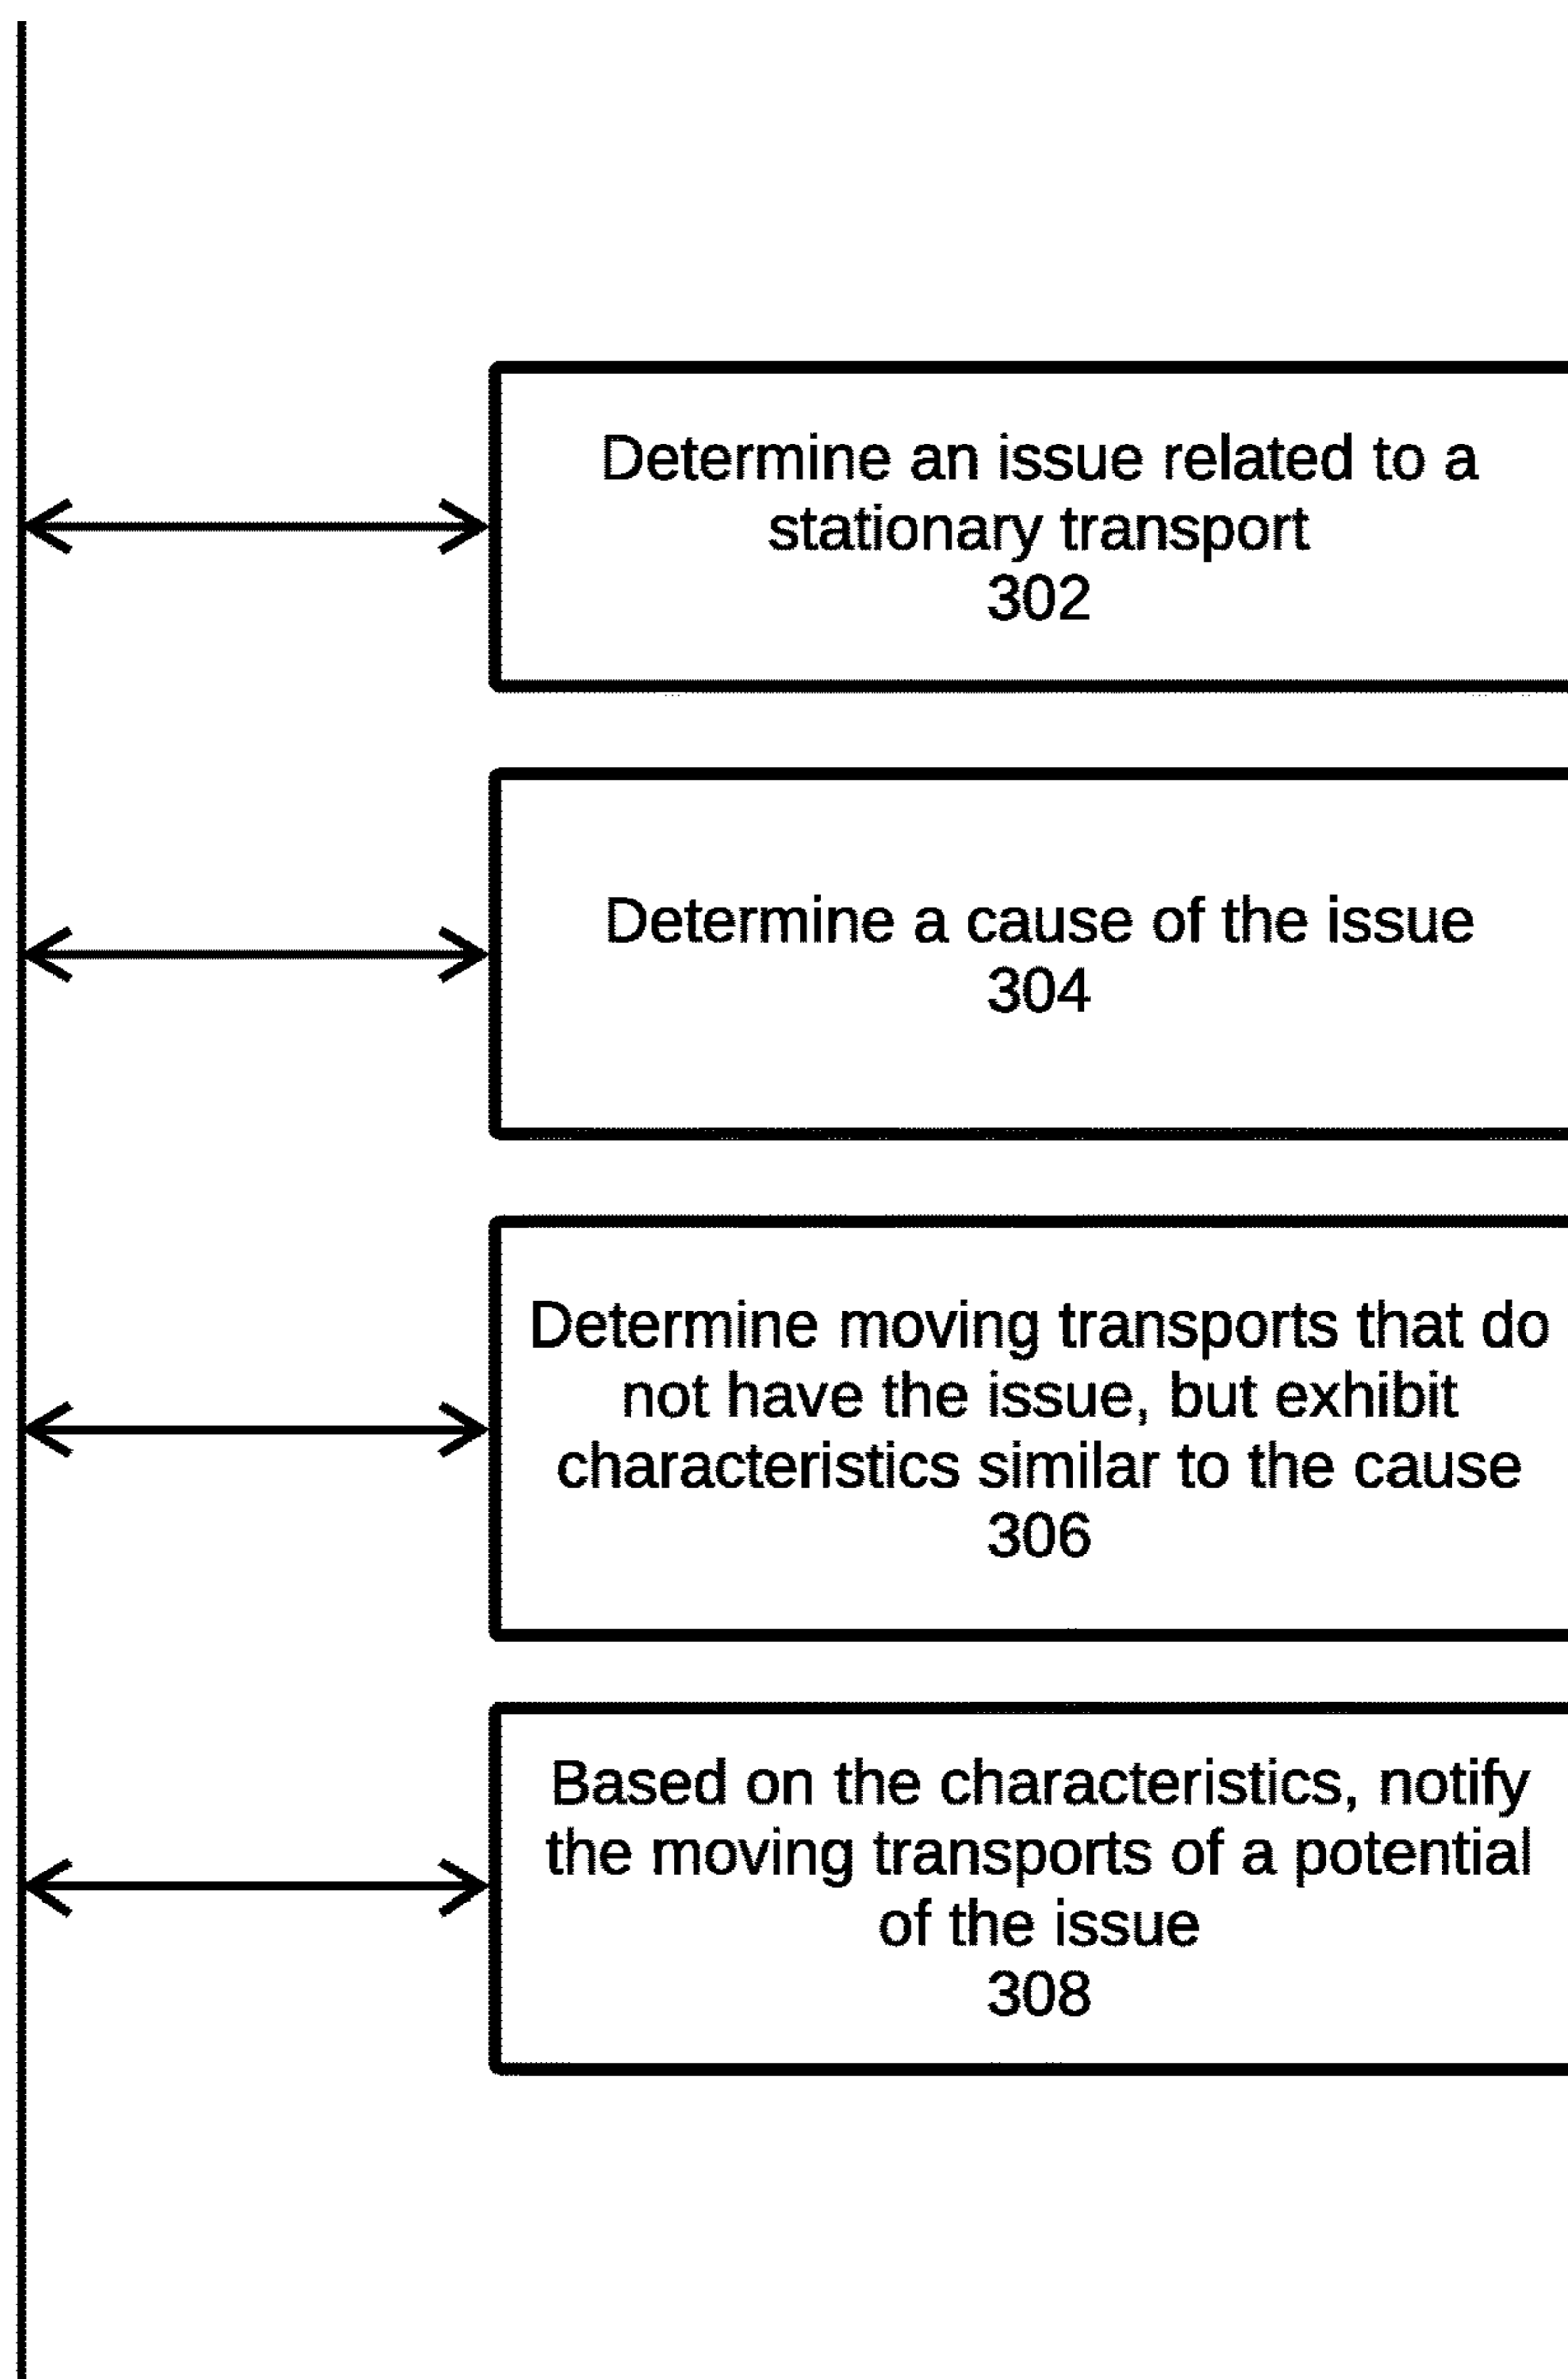 Determine an issue related to a
stationary transport
302
Determine a cause of the issue
304
Determine moving transports that do
not have the issue, but exhibit
characteristics similar to the cause
306
Based on the characteristics, notify
the moving transports of a potential
of the issue
308